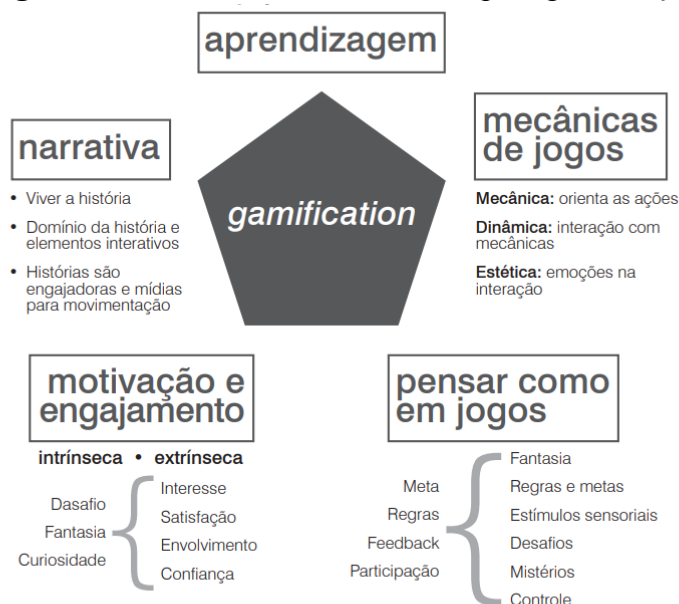 aprendizagem
narrativa
• Viver a história
• Domínio da história e
elementos interativos
• Histórias são
engajadoras e mídias
para movimentação
gamification
mecânicas
de jogos
Mecânica: orienta as ações
Dinâmica: interação com
mecânicas
Estética: emoções na
interação
motivação e
engajamento
intrínseca • extrínseca
Dasafio
Fantasia
Curiosidade
Interesse
Satisfação
Envolvimento
Confiança
pensar como
em jogos
Meta
Regras
Feedback
Participação
Fantasia
Regras e metas
Estímulos sensoriais
Desafios
Mistérios
Controle